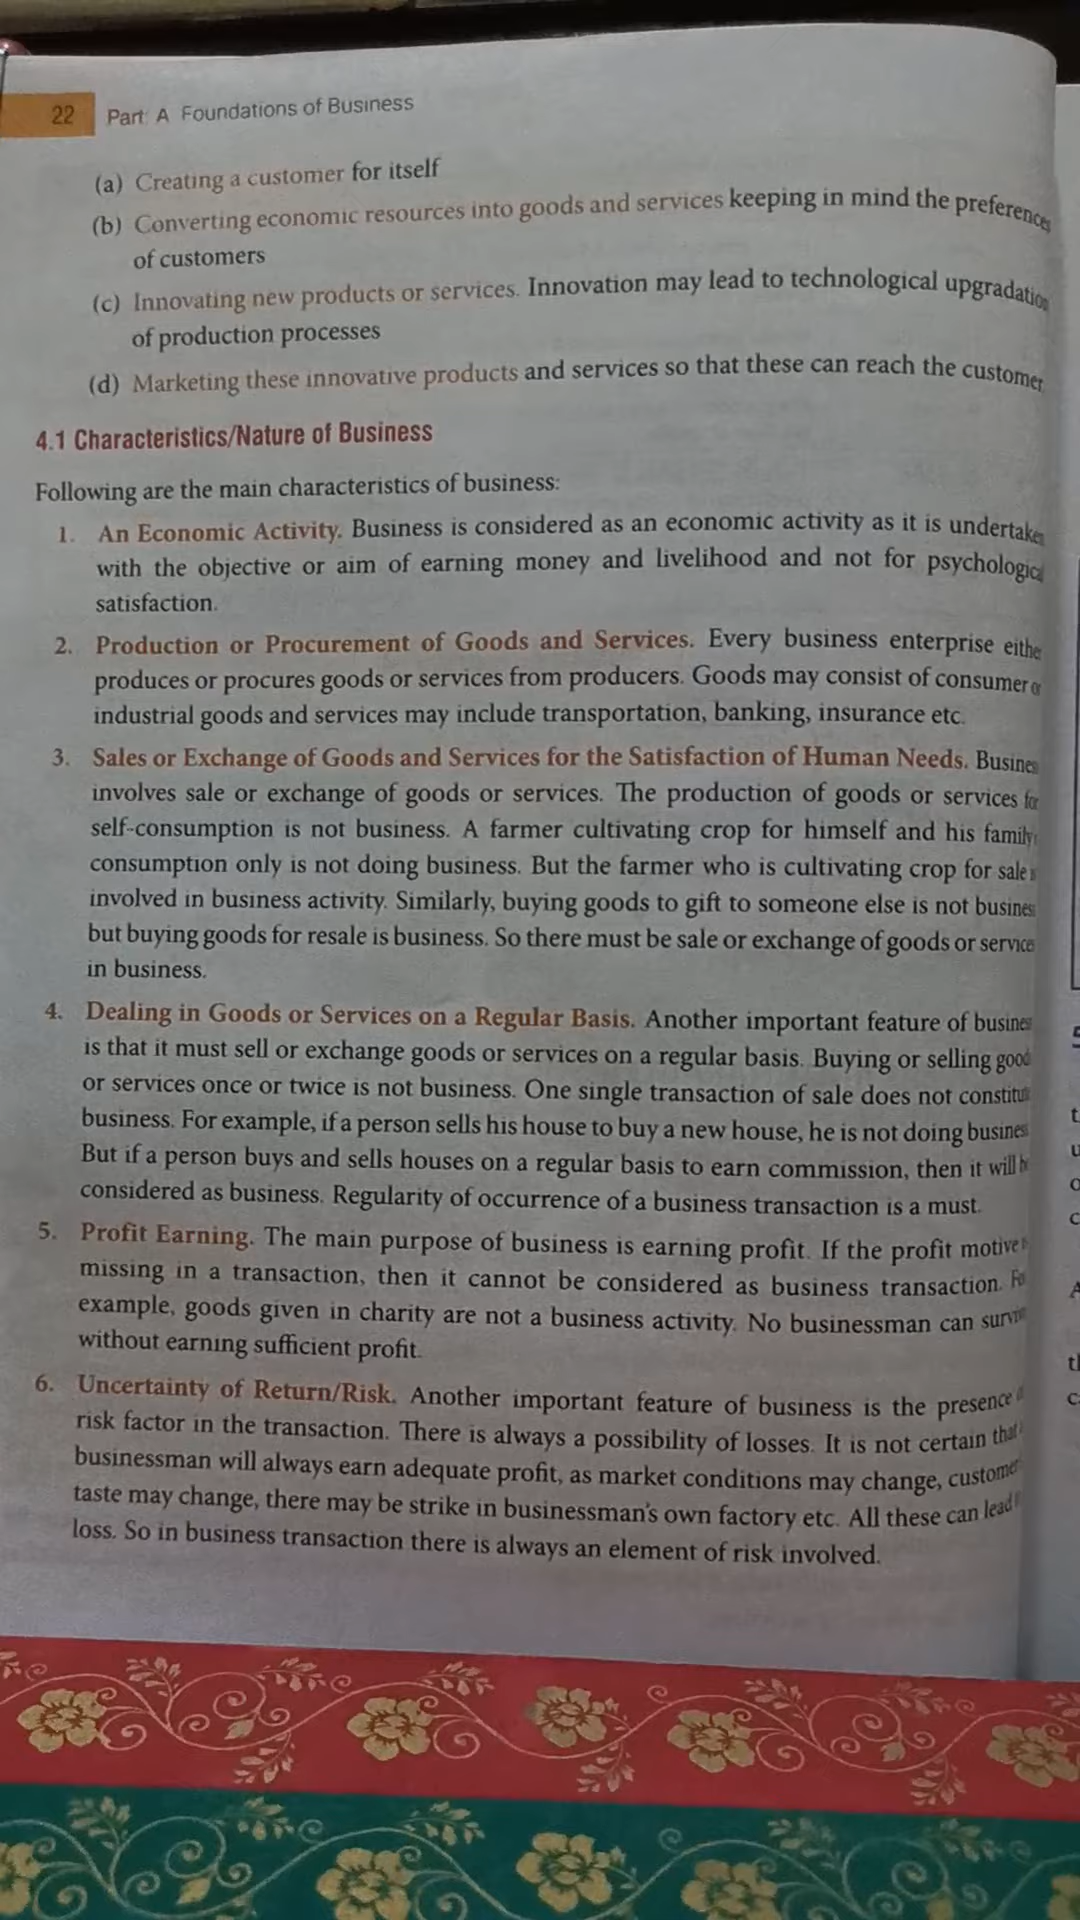 22 Part A Foundations of Business
(a) Creating a customer for itself
(b) Converting economic resources into goods and services keeping in mind the preferences
of customers
(c) Innovating new products or services. Innovation may lead to technological upgradation
of production processes
(d) Marketing these innovative products and services so that these can reach the customer
4.1 Characteristics/Nature of Business
Following are the main characteristics of business:
1. An Economic Activity. Business is considered as an economic activity as it is undertaken
with the objective or aim of earning money and livelihood and not for psychological
satisfaction.
2. Production or Procurement of Goods and Services. Every business enterprise eithe
produces or procures goods or services from producers. Goods may consist of consumer or
industrial goods and services may include transportation, banking, insurance etc.
3. Sales or Exchange of Goods and Services for the Satisfaction of Human Needs. Busines
involves sale or exchange of goods or services. The production of goods or services for
self-consumption is not business. A farmer cultivating crop for himself and his family
consumption only is not doing business. But the farmer who is cultivating crop for sale
involved in business activity. Similarly, buying goods to gift to someone else is not busines
but buying goods for resale is business. So there must be sale or exchange of goods or service
in business.
4. Dealing in Goods or Services on a Regular Basis. Another important feature of busines
is that it must sell or exchange goods or services on a regular basis. Buying or selling good
or services once or twice is not business. One single transaction of sale does not constitu
business. For example, if a person sells his house to buy a new house, he is not doing busines
But if a person buys and sells houses on a regular basis to earn commission, then it will b
considered as business. Regularity of occurrence of a business transaction is a must.
5. Profit Earning. The main purpose of business is earning profit. If the profit motive
missing in a transaction, then it cannot be considered as business transaction. Fo
example, goods given in charity are not a business activity. No businessman can surviv
without earning sufficient profit.
6. Uncertainty of Return/Risk. Another important feature of business is the presence
risk factor in the transaction. There is always a possibility of losses. It is not certain that
businessman will always earn adequate profit, as market conditions may change, customer
taste may change, there may be strike in businessman's own factory etc. All these can lead
loss. So in business transaction there is always an element of risk involved.